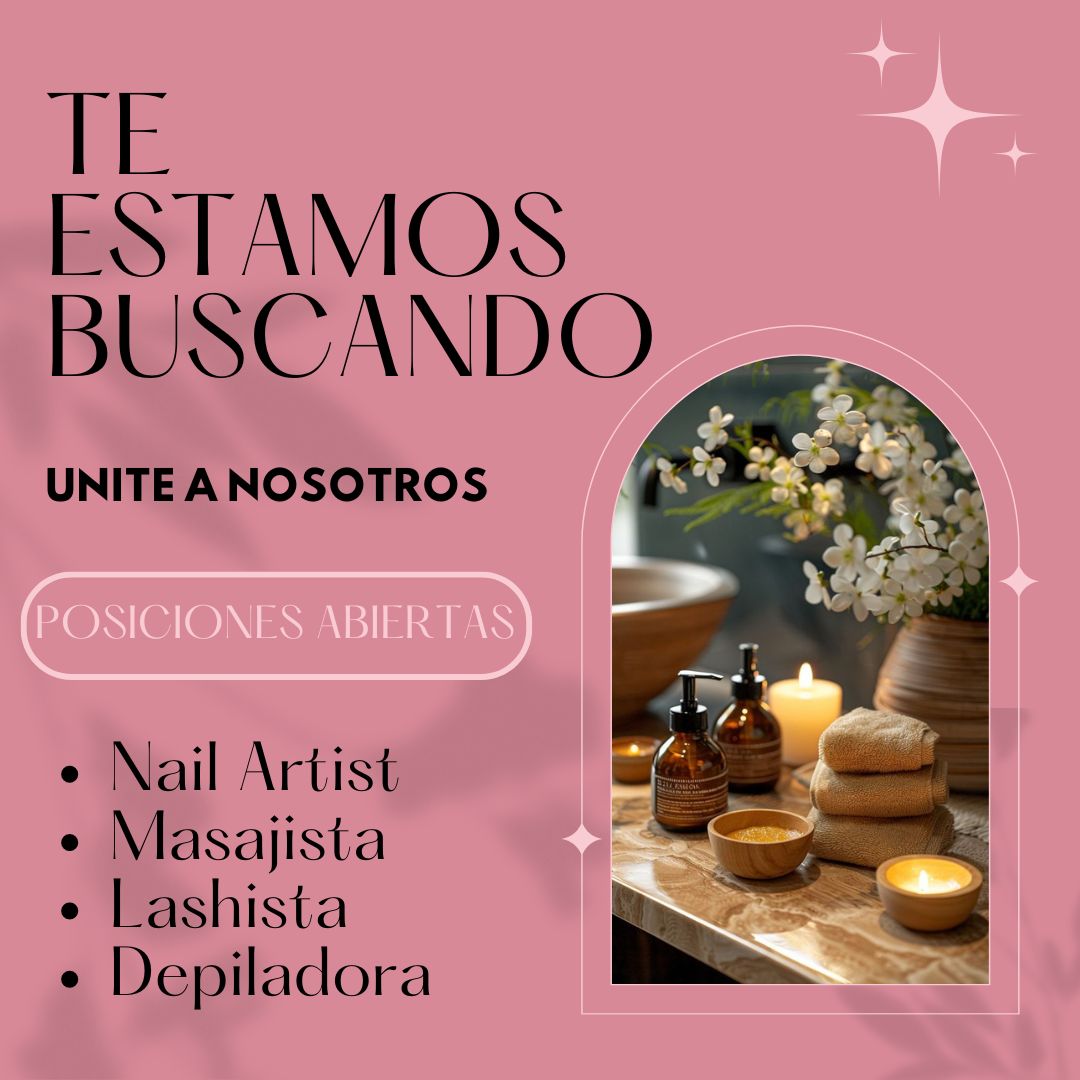 TE
ESTAMOS
BUSCANDO
UNITE A NOSOTROS
POSICIONES ABIERTAS
• Nail Artist
• Masajista
• Lashista
• Depiladora